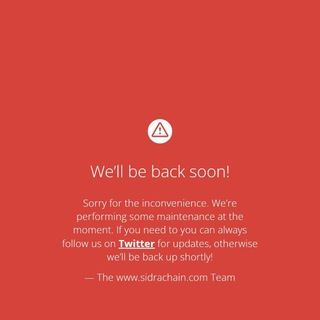 We'll be back soon!
Sorry for the inconvenience. We're
performing some maintenance at the
moment. If you need to you can always
follow us on Twitter for updates, otherwise
we'll be back up shortly!
— The www.sidrachain.com Team